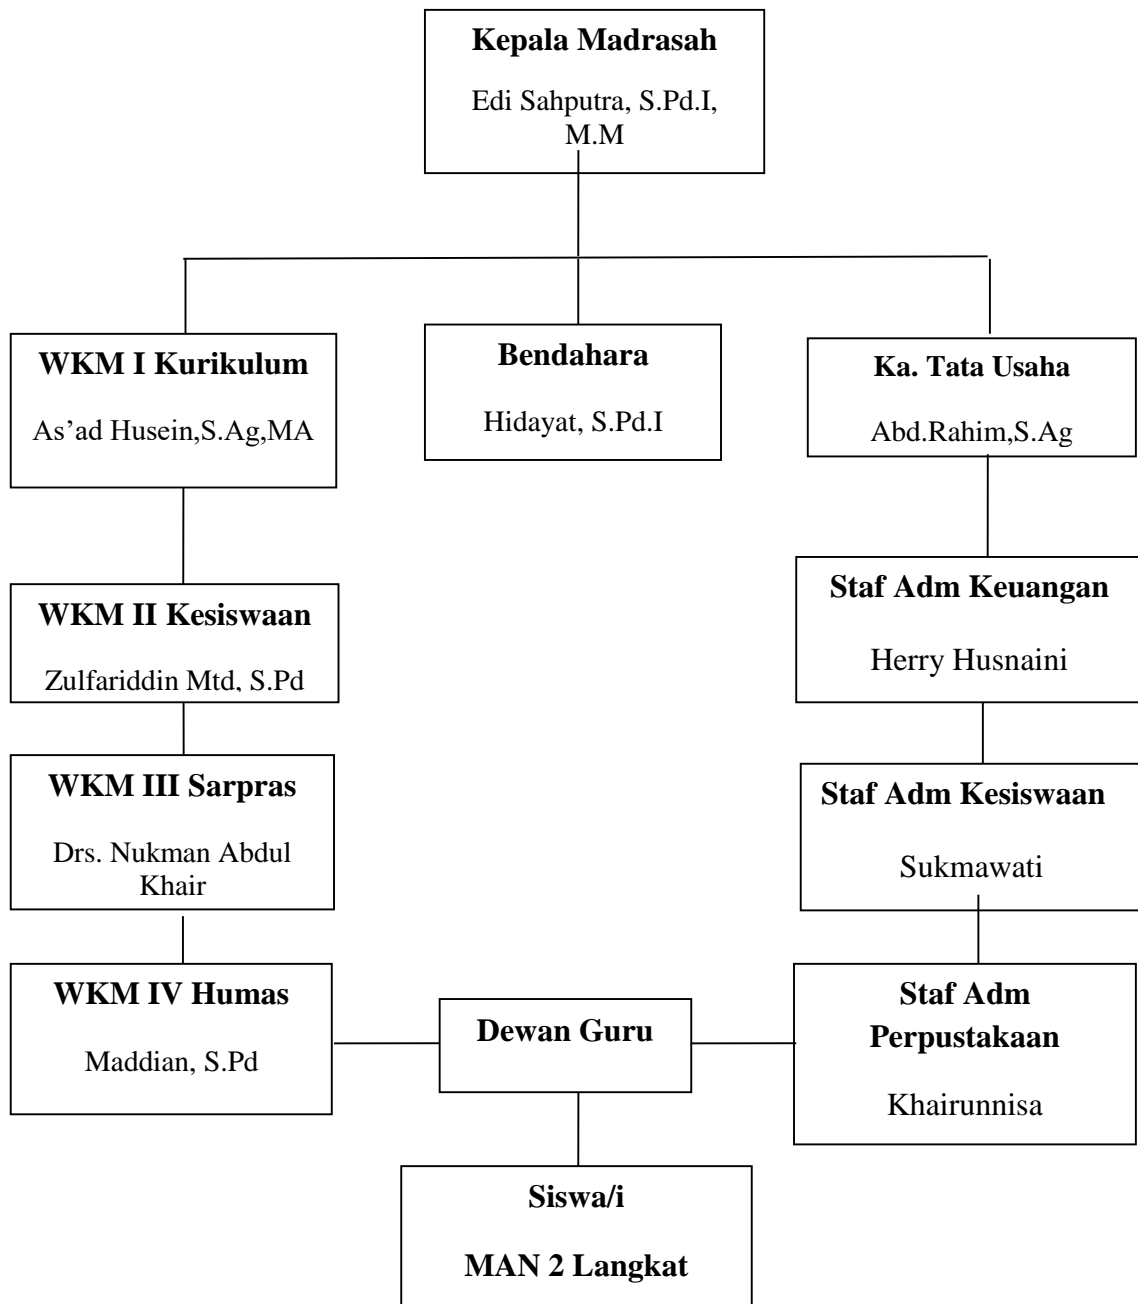 Kepala Madrasah
Edi Sahputra, S.Pd.I,
M.M
WKM I Kurikulum
As’ad Husein,S.Ag,MA
Bendahara
Hidayat, S.Pd.I
Ka. Tata Usaha
Abd.Rahim,S.Ag
WKM II Kesiswaan
Zulfariddin Mtd, S.Pd
Staf Adm Keuangan
Herry Husnaini
WKM III Sarpras
Drs. Nukman Abdul
Khair
Staf Adm Kesiswaan
Sukmawati
WKM IV Humas
Maddian, S.Pd
Dewan Guru
Staf Adm
Perpustakaan
Khairunnisa
Siswa/i
MAN 2 Langkat